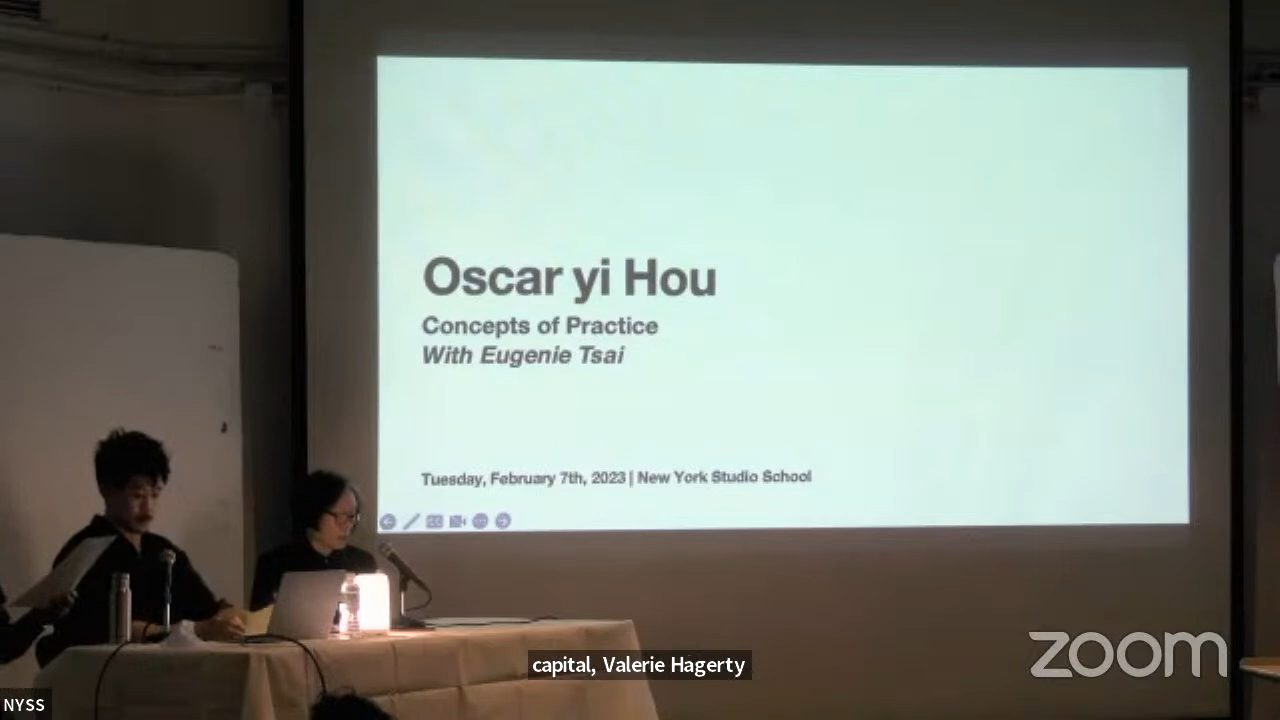 Oscar yi Hou
Concepts of Practice
With Eugenie Tsai
Tuesday, February 7th, 2023 | New York Studio School
capital, Valerie Hagerty
zoom
NYSS